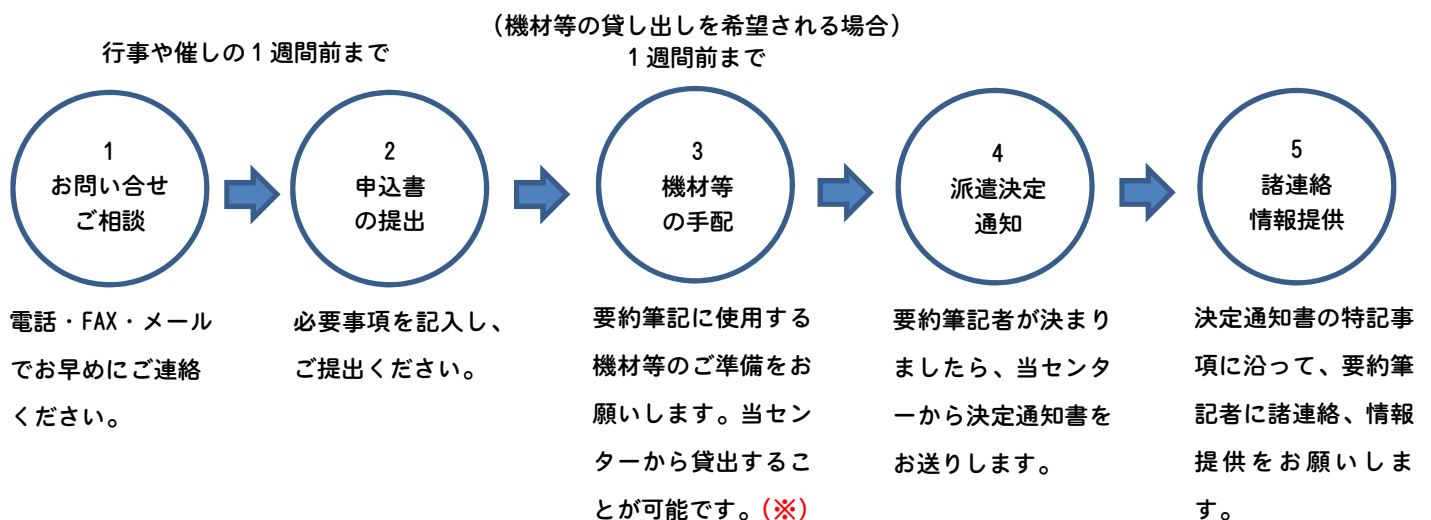 行事や催しの1週間前まで
(機材等の貸し出しを希望される場合)
1週間前まで
1
お問い合せ
ご相談
2
申込書
の提出
3
機材等
の手配
4
派遣決定
通知
5
諸連絡
情報提供
電話・FAX・メール
でお早めにご連絡
ください。
必要事項を記入し、
ご提出ください。
要約筆記に使用する
機材等のご準備をお
願いします。当セン
ターから貸出するこ
とが可能です。(※)
要約筆記者が決まり
ましたら、当センタ
ーから決定通知書を
お送りします。
決定通知書の特記事
項に沿って、要約筆
記者に諸連絡、情報
提供をお願いしま
す。